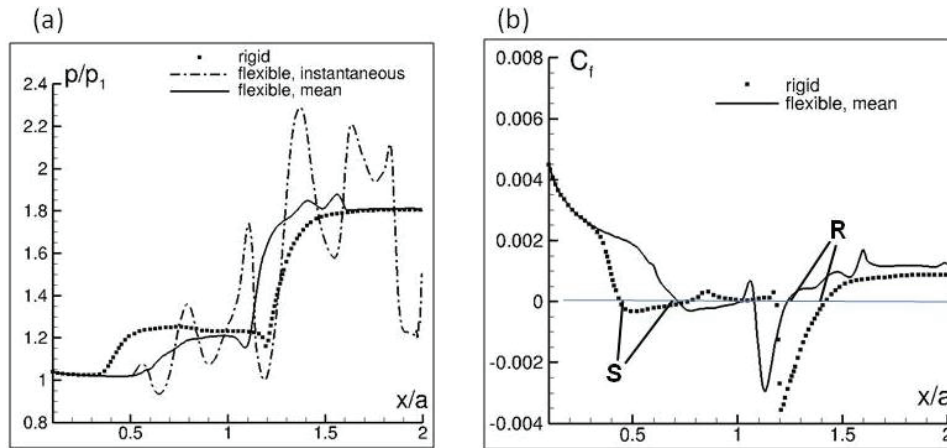 (a)
p/p1
rigid
flexible, instantaneous
flexible, mean
2.4
2.2
2
1.8
1.6
1.4
1.2
1
0.8
0.5
1
1.5
2
x/a
(b)
Cf
rigid
flexible, mean
0.008
0.006
0.004
0.002
0
-0.002
-0.004
R
S
0.5
1
1.5
2
x/a